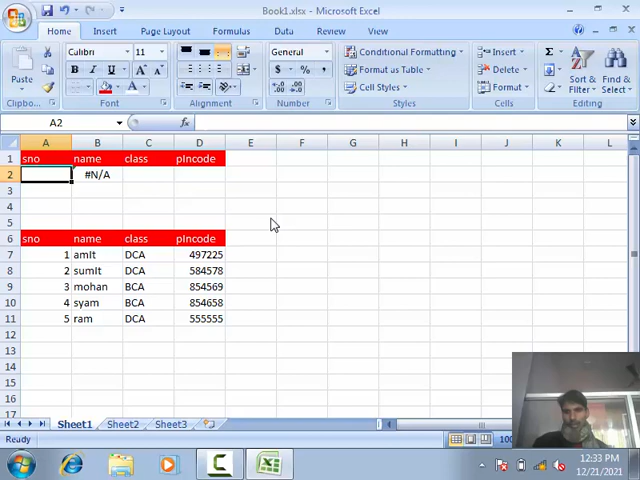 Book1.xlsx - Microsoft Excel
Home Insert Page Layout Formulas Data Review View
Calibri 11 General Conditional Formatting Insert Σ
Paste B I U A A $ % , Format as Table Delete Sort & Find &
Cell Styles Format Filter Select
Clipboard Font Alignment Number Styles Cells Editing
A2 fx
A B C D E F G H I J K L
1 sno name class pincode
2 #N/A
3
4
5
6 sno name class pincode
7 1 amit DCA 497225
8 2 sumit DCA 584578
9 3 mohan BCA 854569
10 4 syam BCA 854658
11 5 ram DCA 555555
12
13
14
15
16
17
Sheet1 Sheet2 Sheet3
Ready 100
12:33 PM
12/21/2021